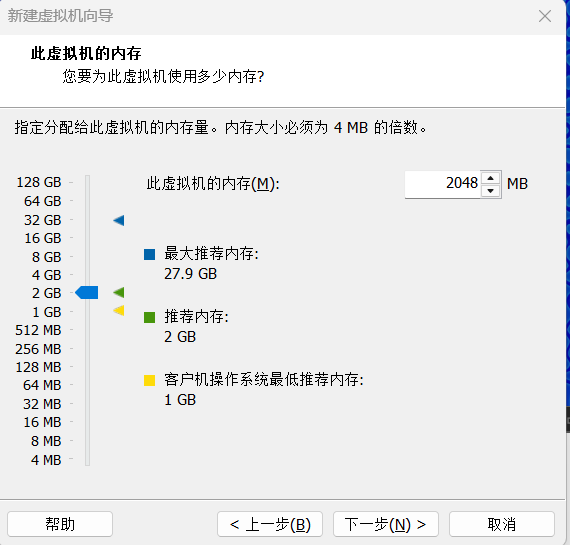 新建虚拟机向导
此虚拟机的内存
您要为此虚拟机使用多少内存?
指定分配给此虚拟机的内存量。内存大小必须为 4 MB 的倍数。
128 GB
64 GB
32 GB
16 GB
8 GB
4 GB
2 GB
1 GB
512 MB
256 MB
128 MB
64 MB
32 MB
16 MB
8 MB
4 MB
此虚拟机的内存(M): 2048 MB
最大推荐内存:
27.9 GB
推荐内存:
2 GB
客户机操作系统最低推荐内存:
1 GB
帮助 < 上一步(B) 下一步(N) > 取消